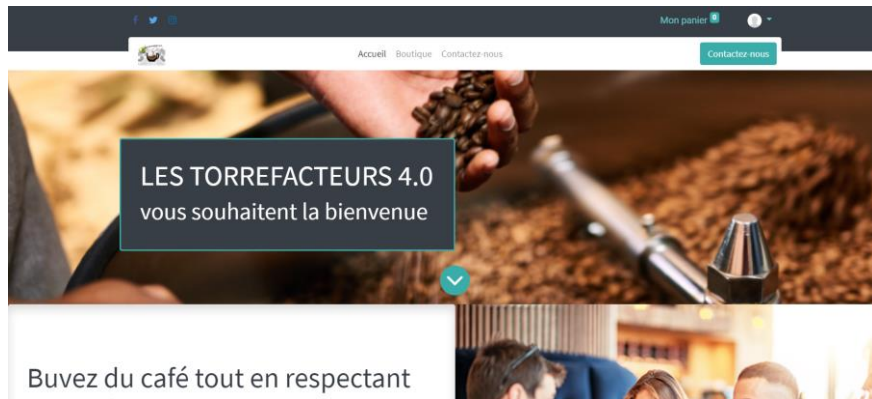 Mon panier 0
Accueil Boutique Contactez-nous
Contactez-nous
LES TORREFACTEURS 4.0
vous souhaitent la bienvenue
Buvez du café tout en respectant